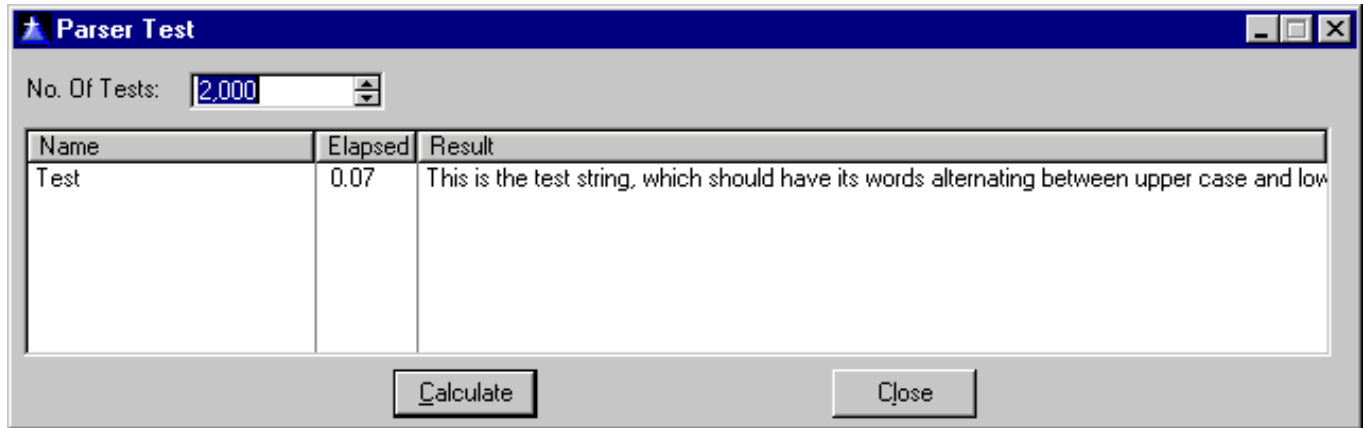 Parser Test
No. Of Tests: 2,000
Name Elapsed Result
Test 0.07 This is the test string, which should have its words alternating between upper case and low
Calculate Close